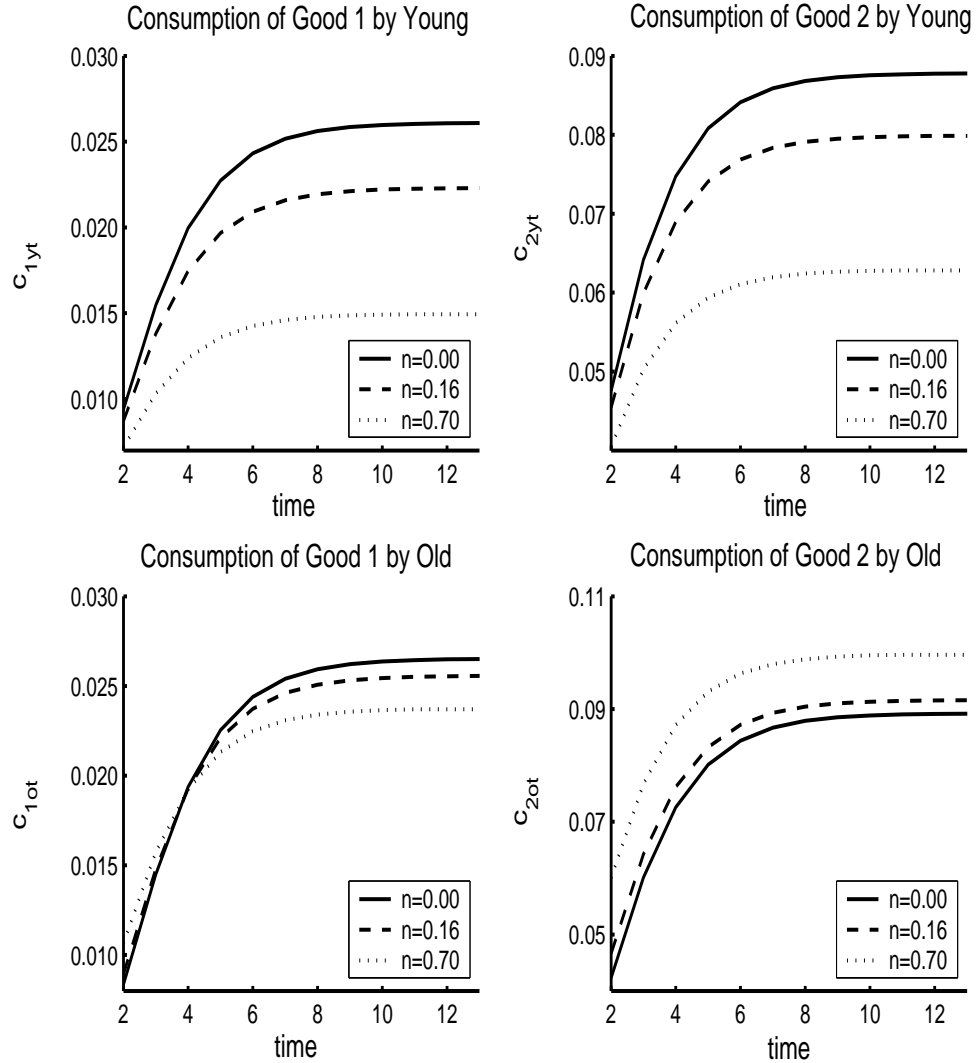 Consumption of Good 1 by Young
0.030
0.025
0.020
0.015
0.010
c1yt
2 4 6 8 10 12
time
n=0.00
n=0.16
n=0.70
Consumption of Good 2 by Young
0.09
0.08
0.07
0.06
0.05
c2yt
2 4 6 8 10 12
time
n=0.00
n=0.16
n=0.70
Consumption of Good 1 by Old
0.030
0.025
0.020
0.015
0.010
c1ot
2 4 6 8 10 12
time
n=0.00
n=0.16
n=0.70
Consumption of Good 2 by Old
0.11
0.09
0.07
0.05
c2ot
2 4 6 8 10 12
time
n=0.00
n=0.16
n=0.70